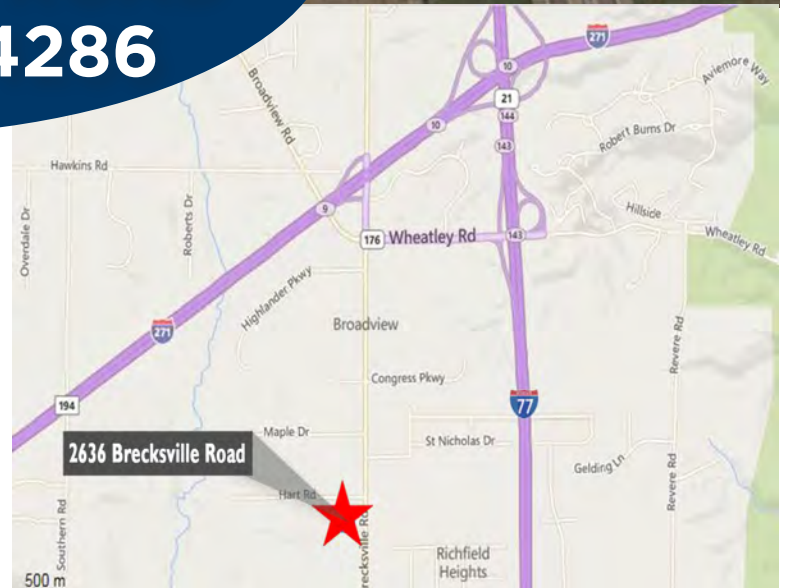 4286
271
10
21
144
143
10
Aviemore Way
Robert Burns Dr
Broadview Rd
Hawkins Rd
Overdale Dr
Roberts Dr
9
176
Wheatley Rd
143
Hillside
Wheatley Rd
Highlander Pkwy
271
Broadview
Congress Pkwy
Revere Rd
194
77
2636 Brecksville Road
Maple Dr
St Nicholas Dr
Gelding Ln
Hart Rd
Southern Rd
recksville Rd
Revere Rd
Richfield
Heights
500 m